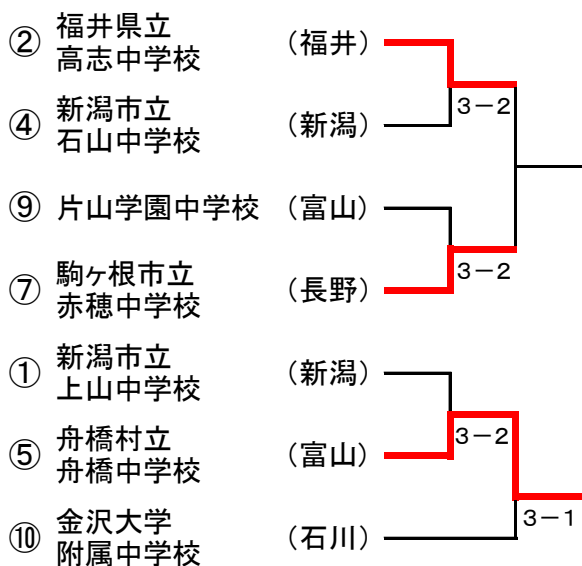 ② 福井県立
高志中学校
(福井)
3－2
④ 新潟市立
石山中学校
(新潟)
⑨ 片山学園中学校 (富山)
3－2
⑦ 駒ヶ根市立
赤穂中学校
(長野)
① 新潟市立
上山中学校
(新潟)
3－2
⑤ 舟橋村立
舟橋中学校
(富山)
3－1
⑩ 金沢大学
附属中学校
(石川)